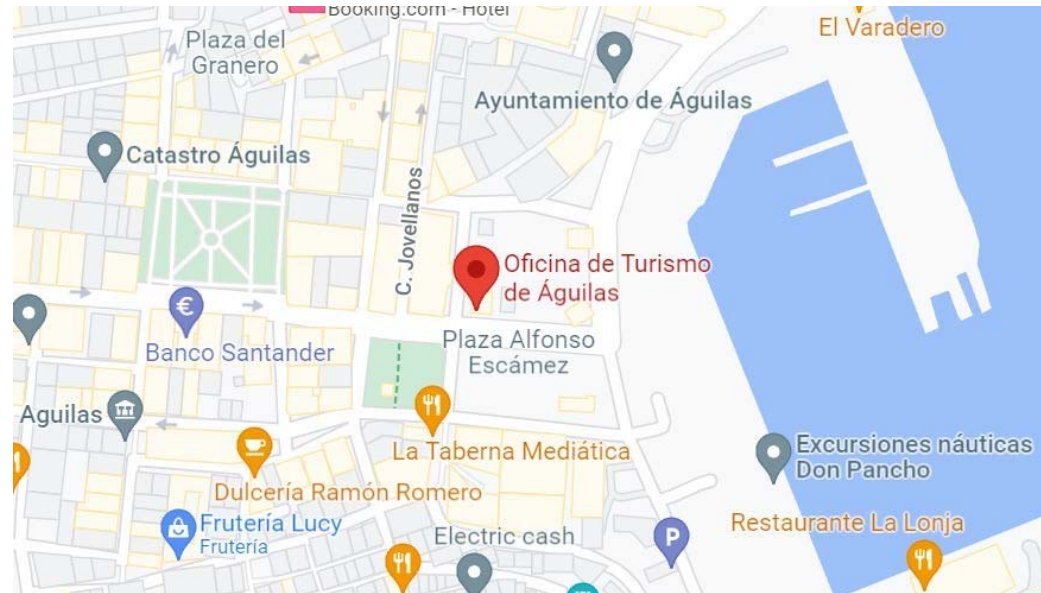 Booking.com - Hotel
El Varadero
Plaza del
Granero
Ayuntamiento de Águilas
Catastro Águilas
C. Jovellanos
Oficina de Turismo
de Águilas
€
Banco Santander
Plaza Alfonso
Escámez
Aguilas
La Taberna Mediática
Excursiones náuticas
Don Pancho
Dulcería Ramón Romero
Frutería Lucy
Frutería
Electric cash
P
Restaurante La Lonja